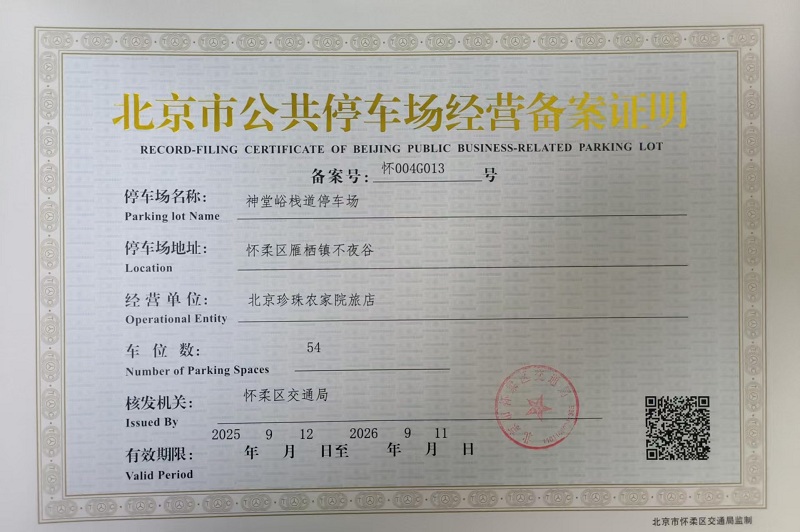 北京市公共停车场经营备案证明
RECORD-FILING CERTIFICATE OF BEIJING PUBLIC BUSINESS-RELATED PARKING LOT
备案号: 怀004G013 号
停车场名称: 神堂峪栈道停车场
Parking lot Name
停车场地址: 怀柔区雁栖镇不夜谷
Location
经营单位: 北京珍珠农家院旅店
Operational Entity
车位数: 54
Number of Parking Spaces
核发机关: 怀柔区交通局
Issued By
有效期限: 2025 年 9 月 12 日至 2026 年 9 月 11 日
Valid Period
北京市怀柔区交通局监制